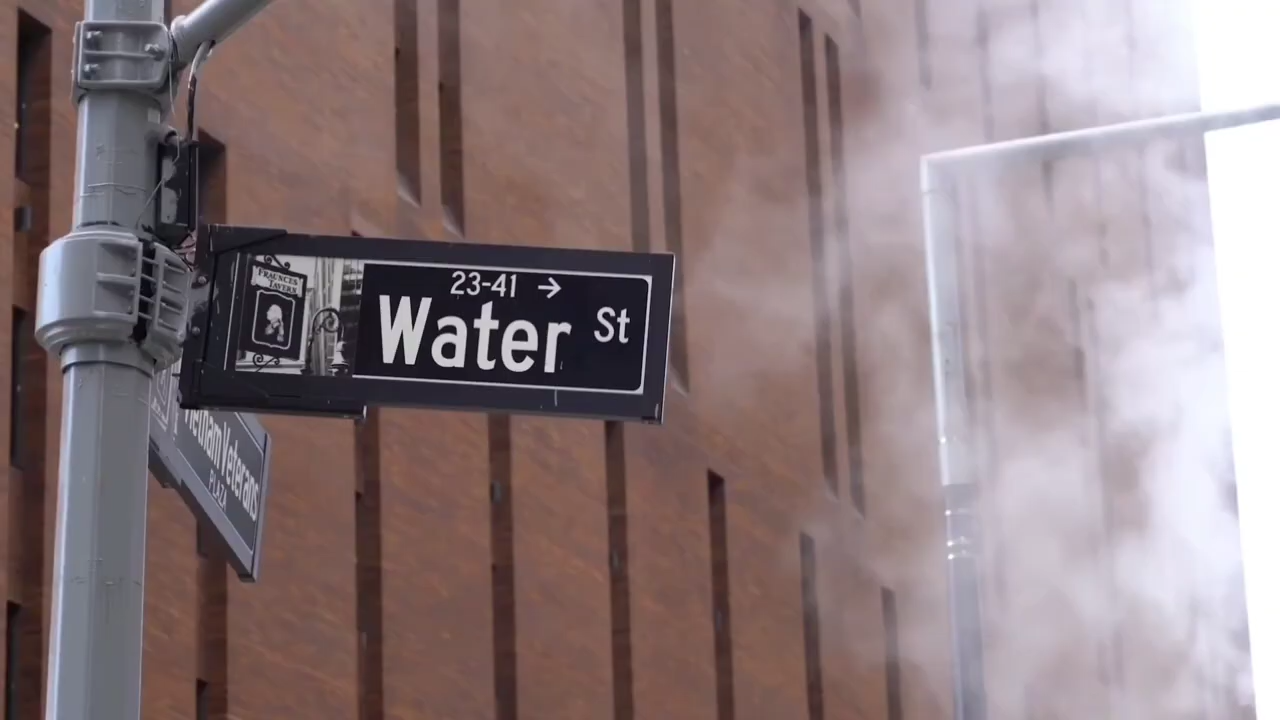 FRAUNCES
TAVERN
23-41 →
Water St
Vietnam Veterans
PLAZA